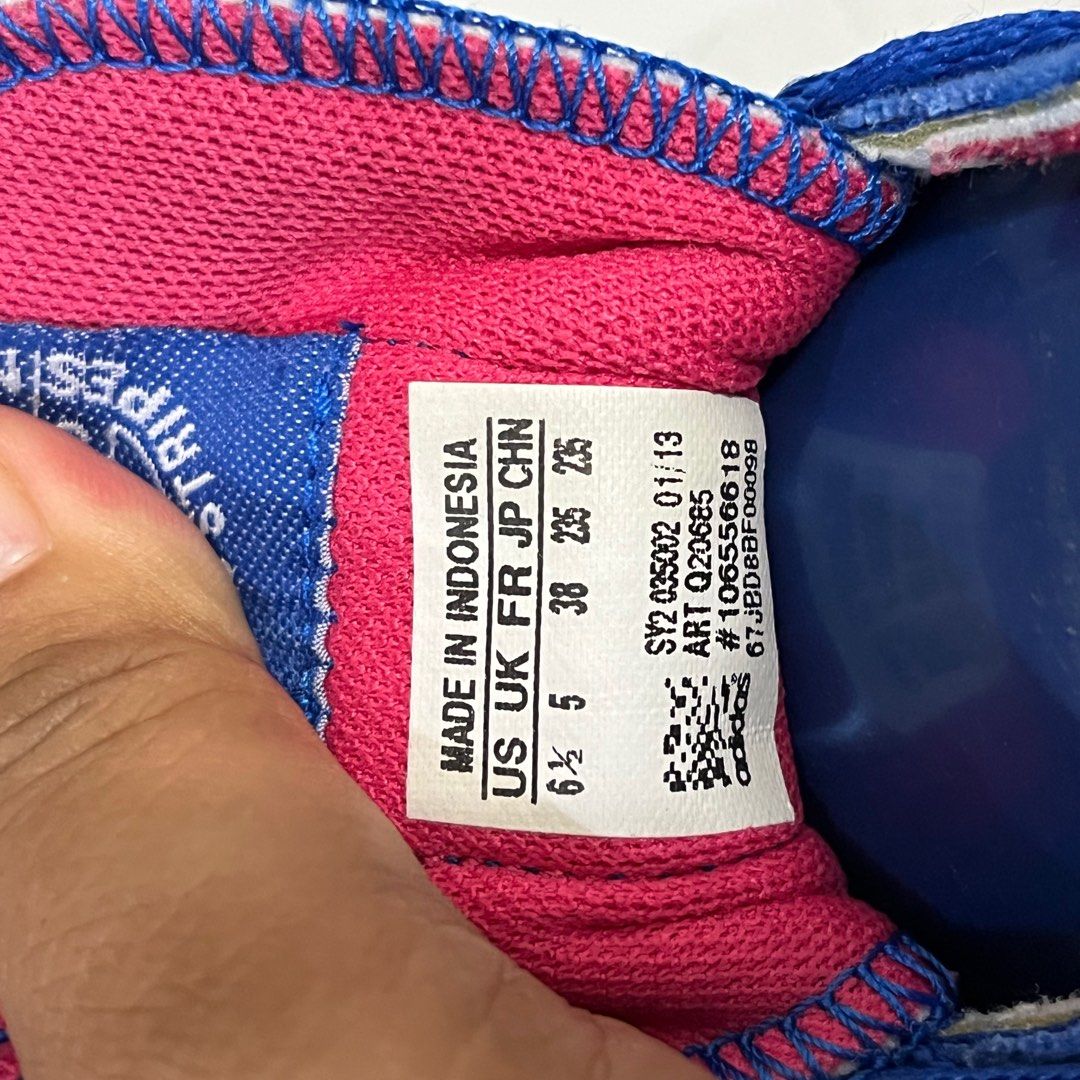 MADE IN INDONESIA
US UK FR JP CHN
6½ 5 38 235 235
SY2 035002 01/13
ART Q20685
#106556618
67JBD8BF00098
adidas